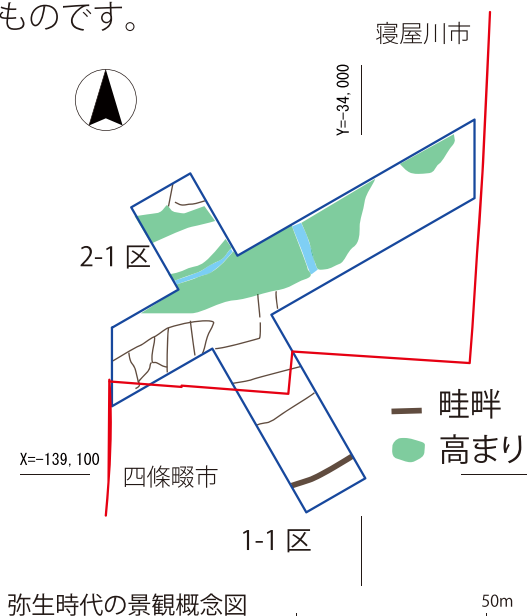 ものです。
寝屋川市
Y=-34,000
2-1 区
畦畔
高まり
X=-139,100
四條畷市
1-1 区
弥生時代の景観概念図
50m